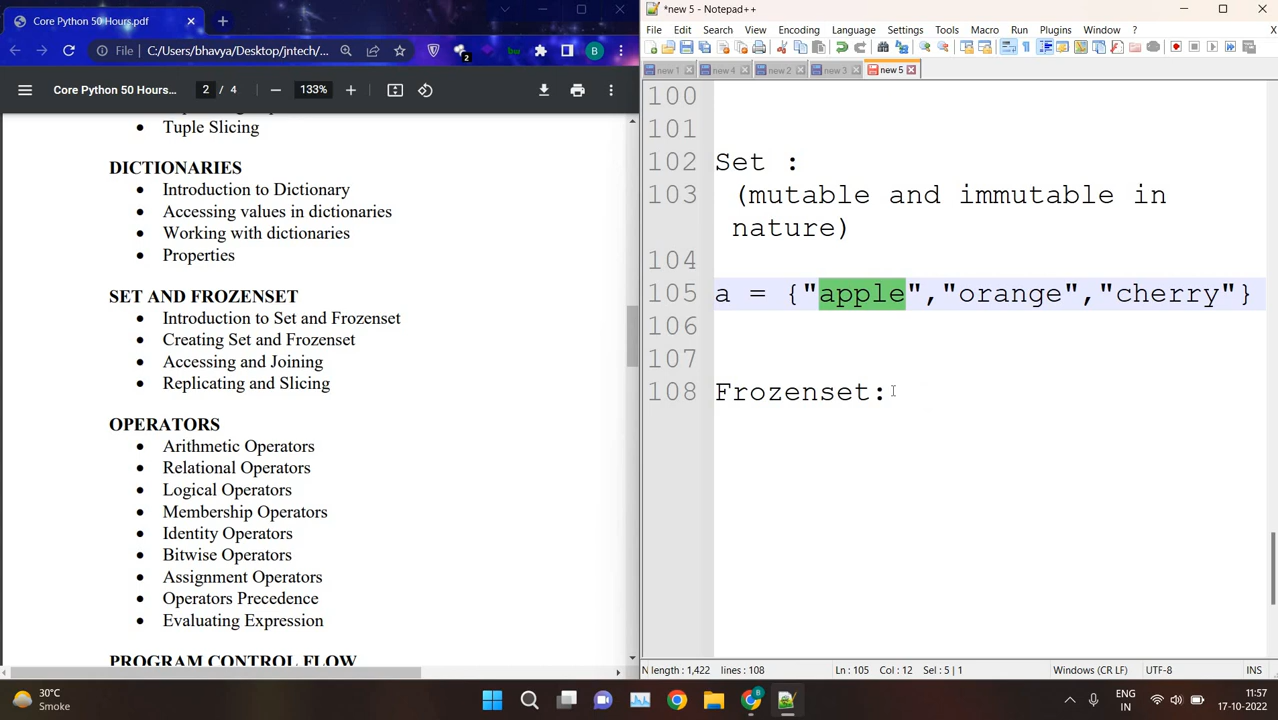 Core Python 50 Hours.pdf
File
C:/Users/bhavya/Desktop/jntech/...
2
B
Core Python 50 Hours...
2 / 4
133%
Tuple Slicing
DICTIONARIES
• Introduction to Dictionary
• Accessing values in dictionaries
• Working with dictionaries
• Properties
SET AND FROZENSET
• Introduction to Set and Frozenset
• Creating Set and Frozenset
• Accessing and Joining
• Replicating and Slicing
OPERATORS
• Arithmetic Operators
• Relational Operators
• Logical Operators
• Membership Operators
• Identity Operators
• Bitwise Operators
• Assignment Operators
• Operators Precedence
• Evaluating Expression
PROGRAM CONTROL FLOW
*new 5 - Notepad++
File Edit Search View Encoding Language Settings Tools Macro Run Plugins Window ?
new 1 new 4 new 2 new 3 new 5
100
101
102 Set :
103 (mutable and immutable in
nature)
104
105 a = {"apple","orange","cherry"}
106
107
108 Frozenset:
N length : 1,422 lines : 108 Ln : 105 Col : 12 Sel : 5 | 1 Windows (CR LF) UTF-8 INS
30°C
Smoke
ENG
IN
11:57
17-10-2022